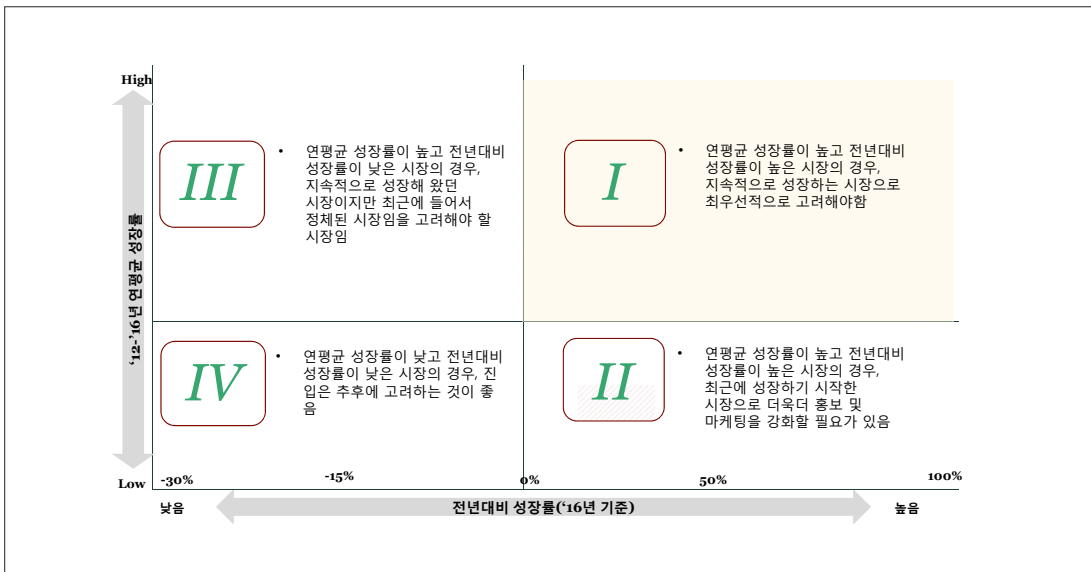 High
III
• 연평균 성장률이 높고 전년대비
성장률이 낮은 시장의 경우,
지속적으로 성장해 왔던
시장이지만 최근에 들어서
정체된 시장임을 고려해야 할
시장임
I
• 연평균 성장률이 높고 전년대비
성장률이 높은 시장의 경우,
지속적으로 성장하는 시장으로
최우선적으로 고려해야함
‘12-’16년 연평균 성장률
IV
• 연평균 성장률이 낮고 전년대비
성장률이 낮은 시장의 경우, 진
입은 추후에 고려하는 것이 좋
음
II
• 연평균 성장률이 높고 전년대비
성장률이 높은 시장의 경우,
최근에 성장하기 시작한
시장으로 더욱더 홍보 및
마케팅을 강화할 필요가 있음
Low
-30%
-15%
0%
50%
100%
낮음
전년대비 성장률(‘16년 기준)
높음